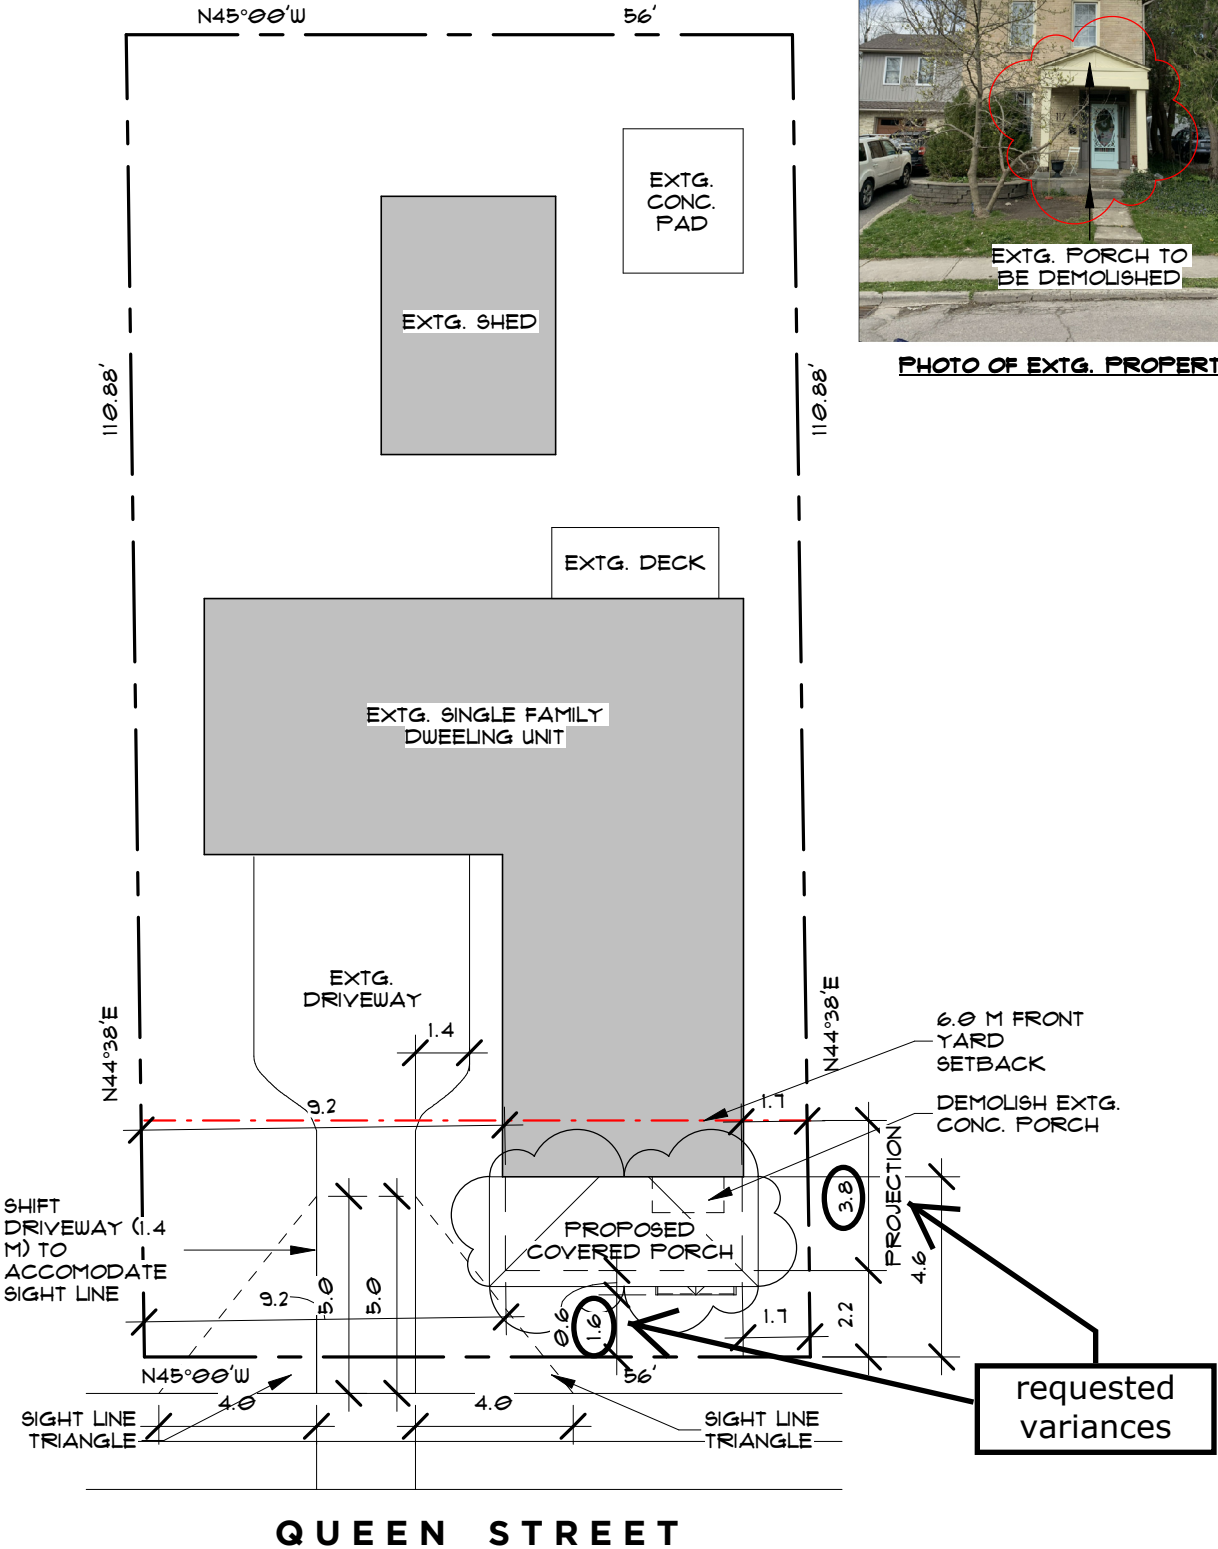 N45°00'W
56'
EXTG.
CONC.
PAD
EXTG. SHED
117
EXTG. PORCH TO
BE DEMOLISHED
PHOTO OF EXTG. PROPERT
110.88'
110.88'
EXTG. DECK
EXTG. SINGLE FAMILY
DWEELING UNIT
EXTG.
DRIVEWAY
1.4
N44°38'E
N44°38'E
6.0 M FRONT
YARD
SETBACK
DEMOLISH EXTG.
CONC. PORCH
9.2
1.7
PROJECTION
3.8
4.6
2.2
SHIFT
DRIVEWAY (1.4
M) TO
ACCOMODATE
SIGHT LINE
PROPOSED
COVERED PORCH
9.2
5.0
5.0
0.6
1.6
1.7
N45°00'W
56'
4.0
4.0
SIGHT LINE
TRIANGLE
SIGHT LINE
TRIANGLE
requested
variances
QUEEN STREET